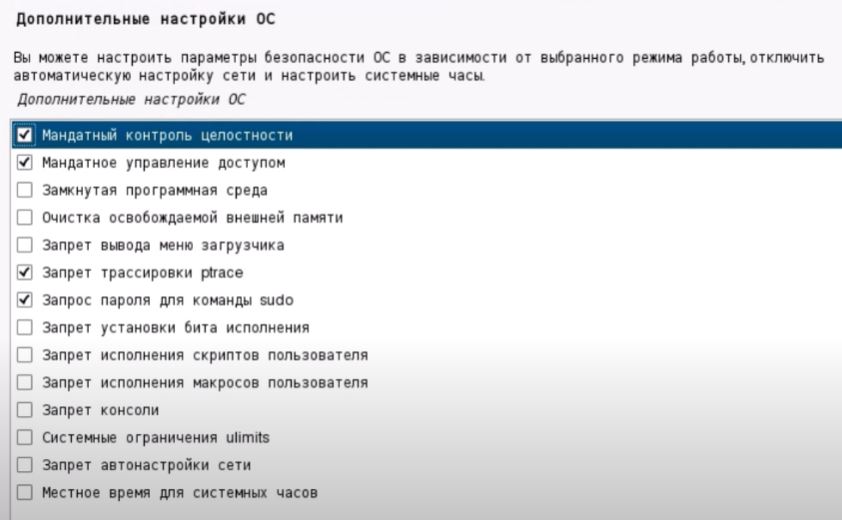 Дополнительные настройки ОС
Вы можете настроить параметры безопасности ОС в зависимости от выбранного режима работы, отключить
автоматическую настройку сети и настроить системные часы.
Дополнительные настройки ОС
Мандатный контроль целостности
Мандатное управление доступом
Замкнутая программная среда
Очистка освобождаемой внешней памяти
Запрет вывода меню загрузчика
Запрет трассировки ptrace
Запрос пароля для команды sudo
Запрет установки бита исполнения
Запрет исполнения скриптов пользователя
Запрет исполнения макросов пользователя
Запрет консоли
Системные ограничения ulimits
Запрет автонастройки сети
Местное время для системных часов